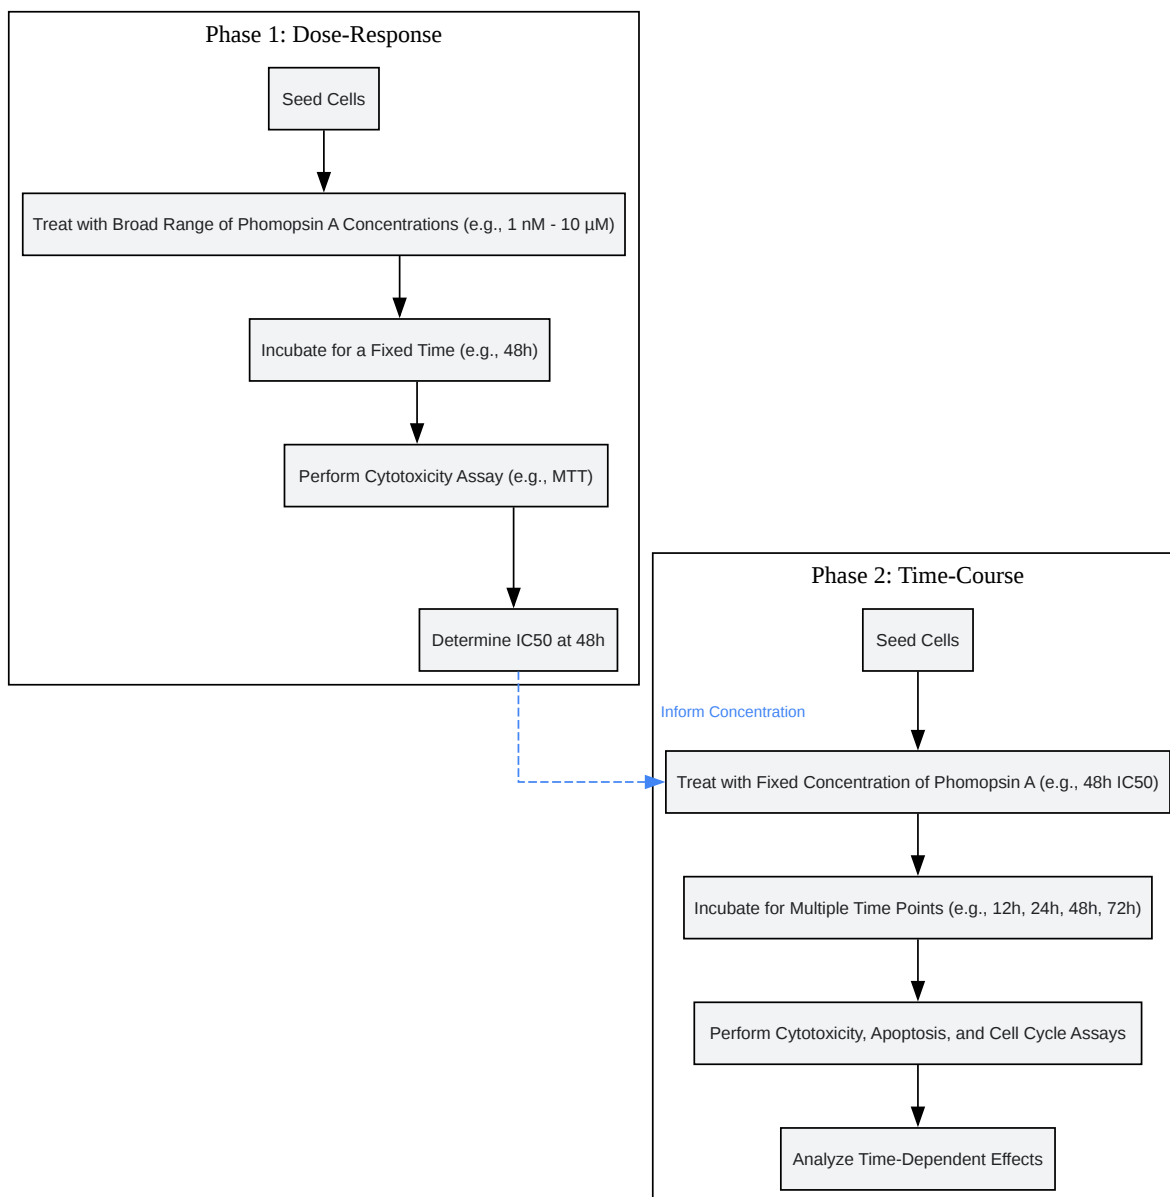 Phase 1: Dose-Response
Seed Cells
Treat with Broad Range of Phomopsin A Concentrations (e.g., 1 nM - 10 µM)
Incubate for a Fixed Time (e.g., 48h)
Perform Cytotoxicity Assay (e.g., MTT)
Determine IC50 at 48h
Inform Concentration
Phase 2: Time-Course
Seed Cells
Treat with Fixed Concentration of Phomopsin A (e.g., 48h IC50)
Incubate for Multiple Time Points (e.g., 12h, 24h, 48h, 72h)
Perform Cytotoxicity, Apoptosis, and Cell Cycle Assays
Analyze Time-Dependent Effects